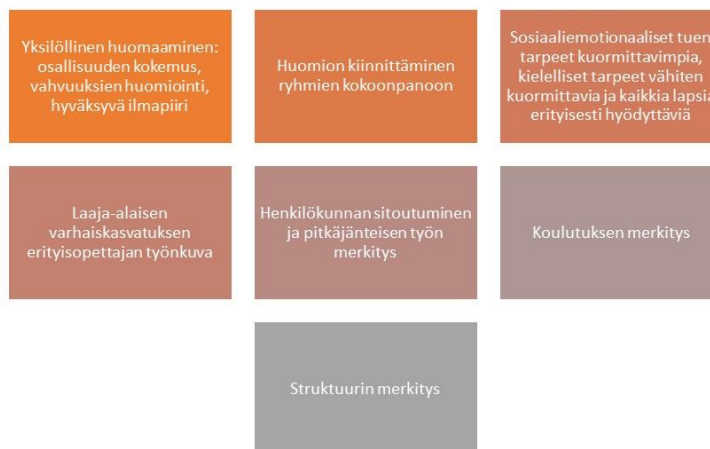 Yksilöllinen huomaaminen:
osallisuuden kokemus,
vahvuuksien huomiointi,
hyväksyvä ilmapiiri
Huomion kiinnittäminen
ryhmien kokoonpanoon
Sosiaaliemotionaaliset tuen
tarpeet kuormittavimpia,
kielelliset tarpeet vähiten
kuormittavia ja kaikkia lapsia
erityisesti hyödyttäviä
Laaja-alaisen
varhaiskasvatuksen
erityisopettajan työnkuva
Henkilökunnan sitoutuminen
ja pitkäjänteisen työn
merkitys
Koulutuksen merkitys
Struktuurin merkitys